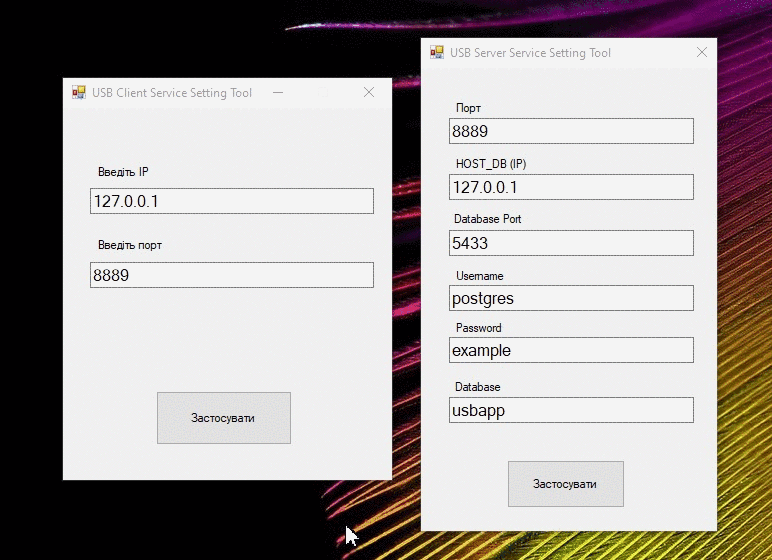 USB Client Service Setting Tool
Введіть IP
127.0.0.1
Введіть порт
8889
Застосувати
USB Server Service Setting Tool
Порт
8889
HOST_DB (IP)
127.0.0.1
Database Port
5433
Username
postgres
Password
example
Database
usbapp
Застосувати